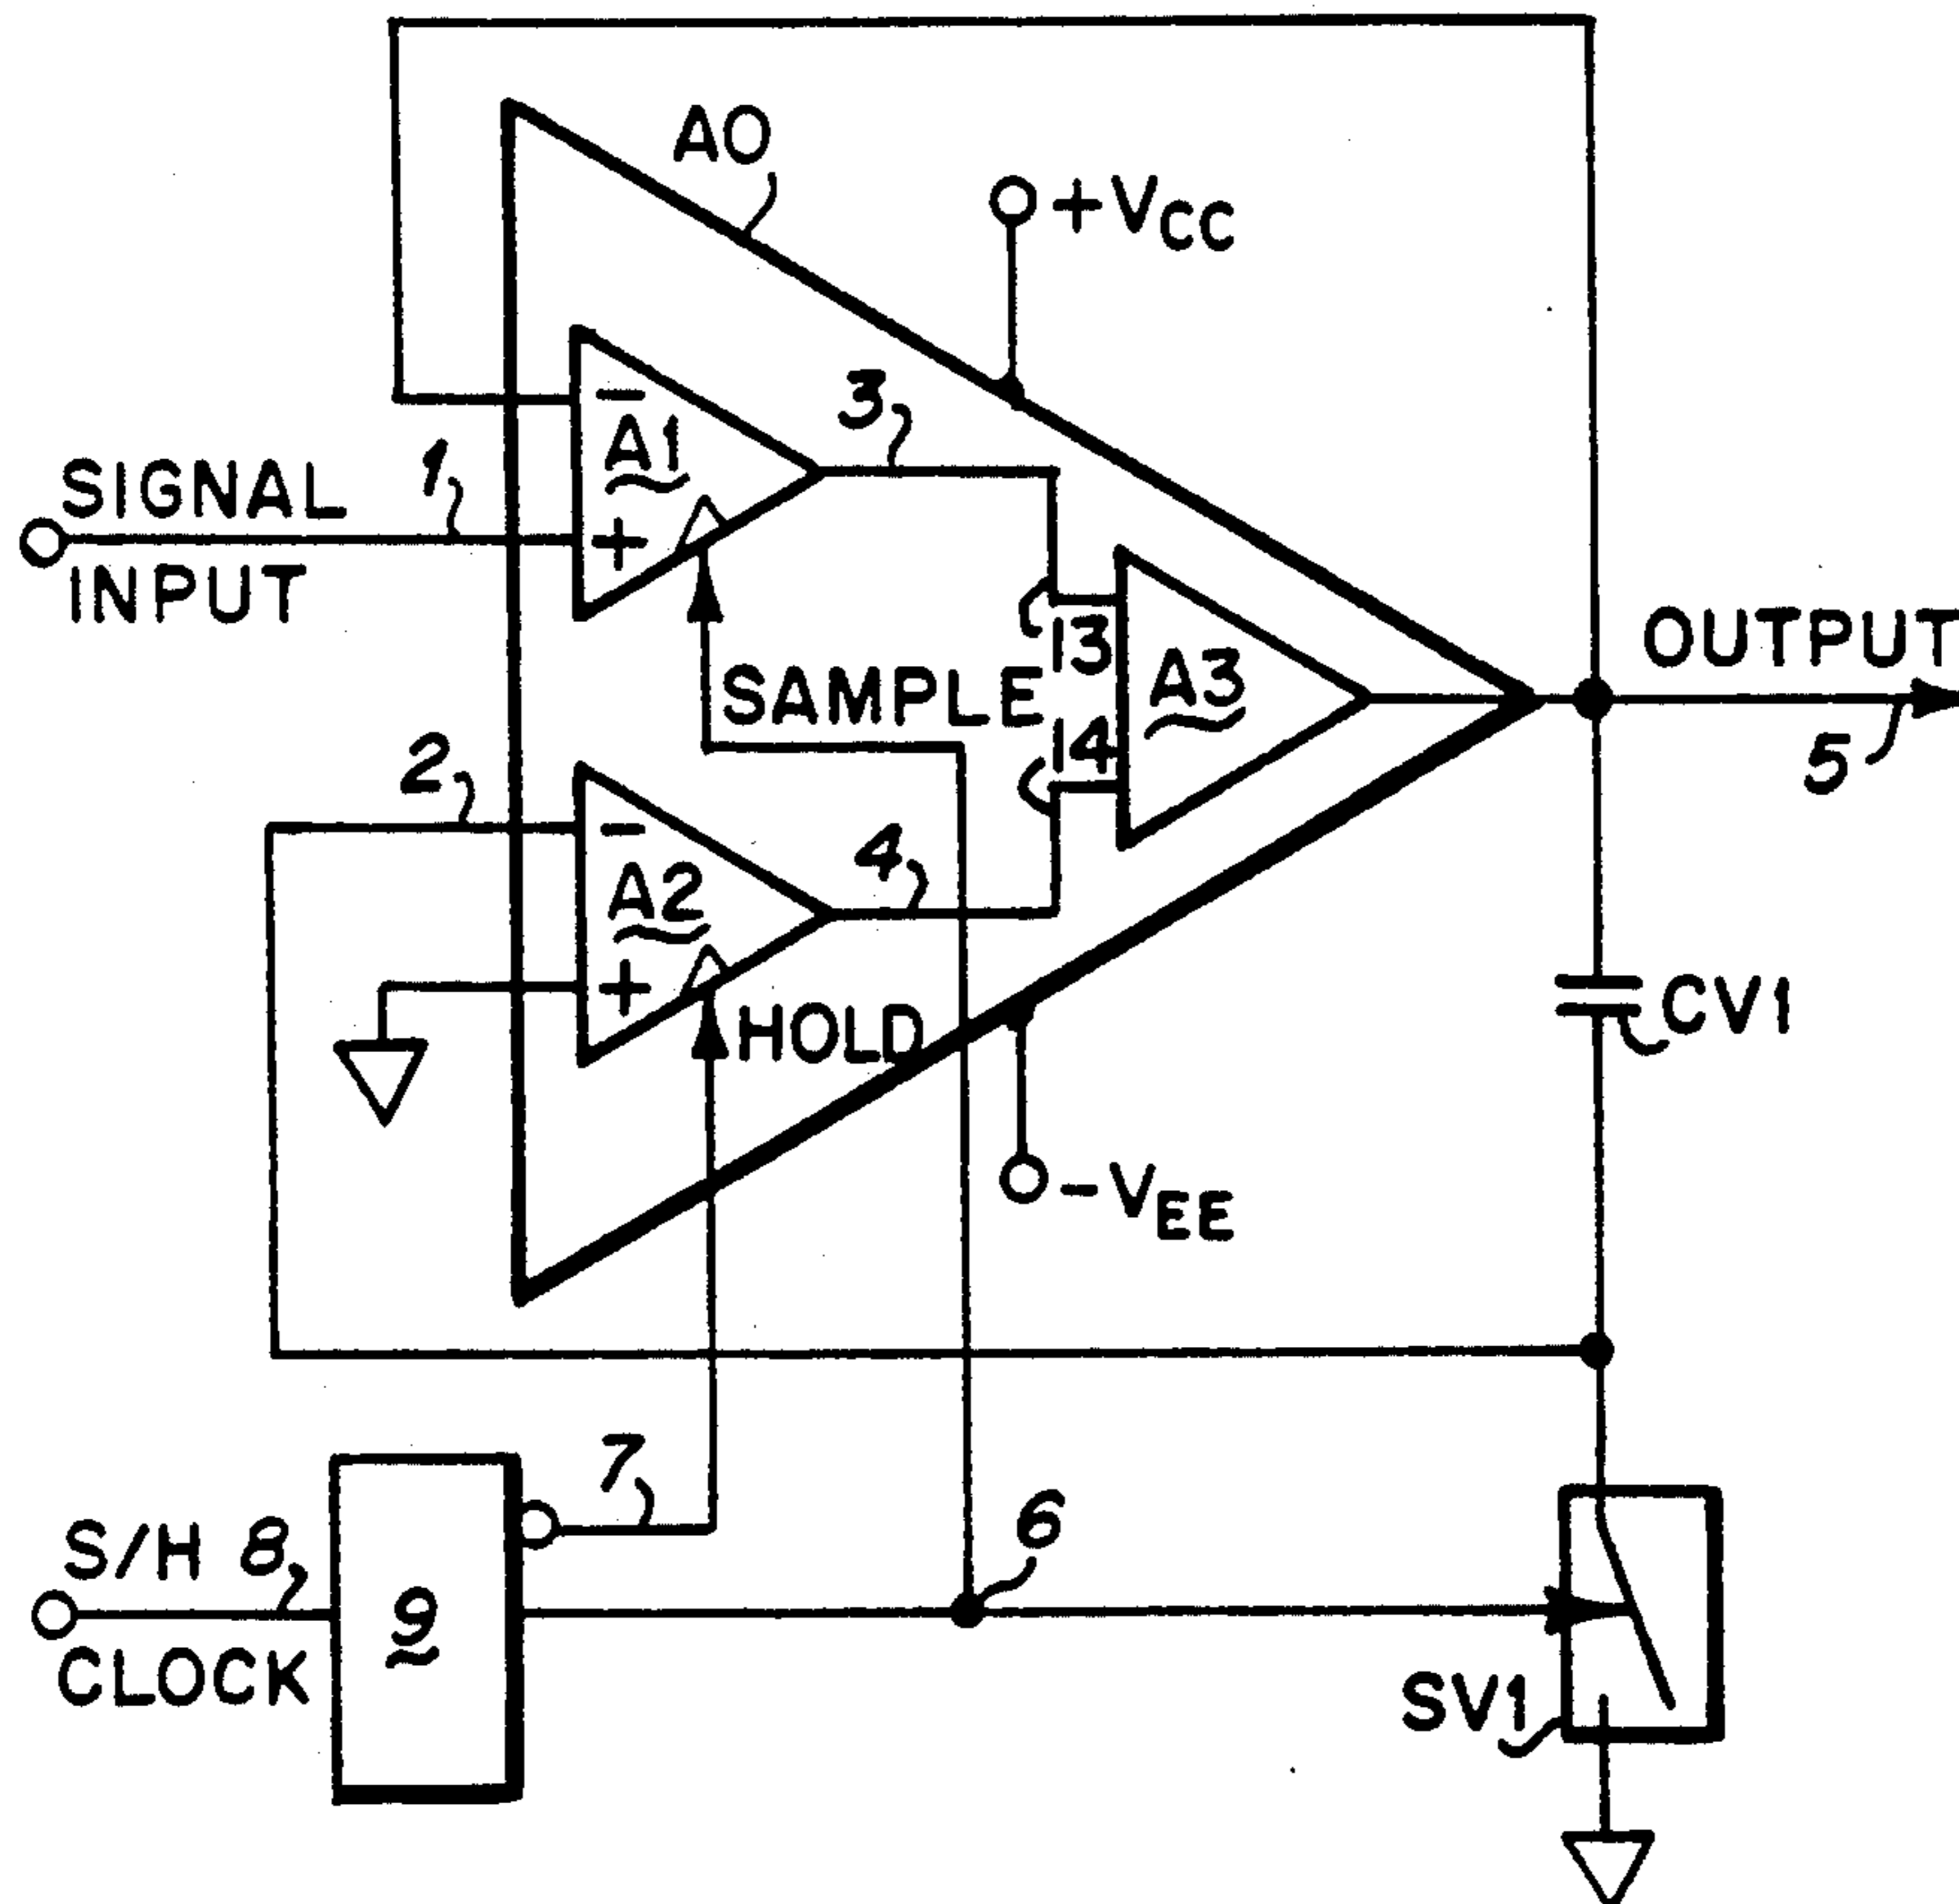 A0
+VCC
3
−
A1
+
1
SIGNAL
INPUT
13
A3
14
SAMPLE
OUTPUT
5
2
−
A2
+
4
HOLD
CV1
-VEE
7
6
S/H 8
CLOCK
9
SV1